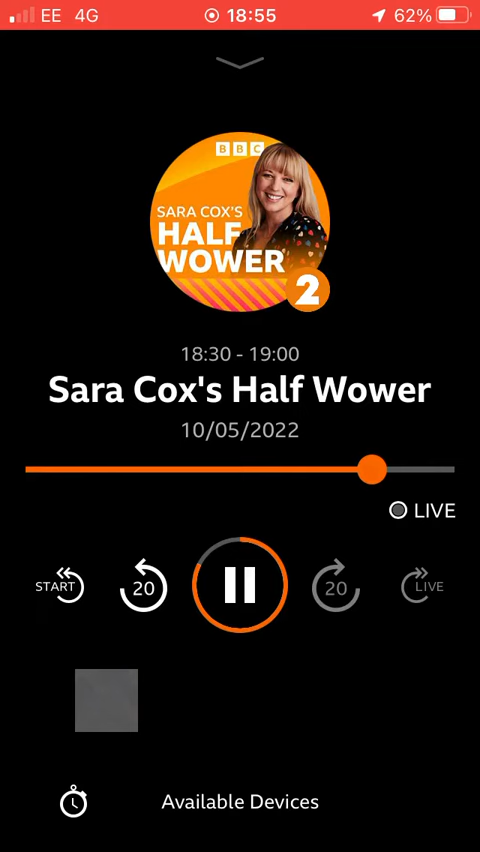 EE 4G 18:55 62%
BBC
SARA COX'S
HALF
WOWER
2
18:30 - 19:00
Sara Cox's Half Wower
10/05/2022
LIVE
START 20 20 LIVE
Available Devices